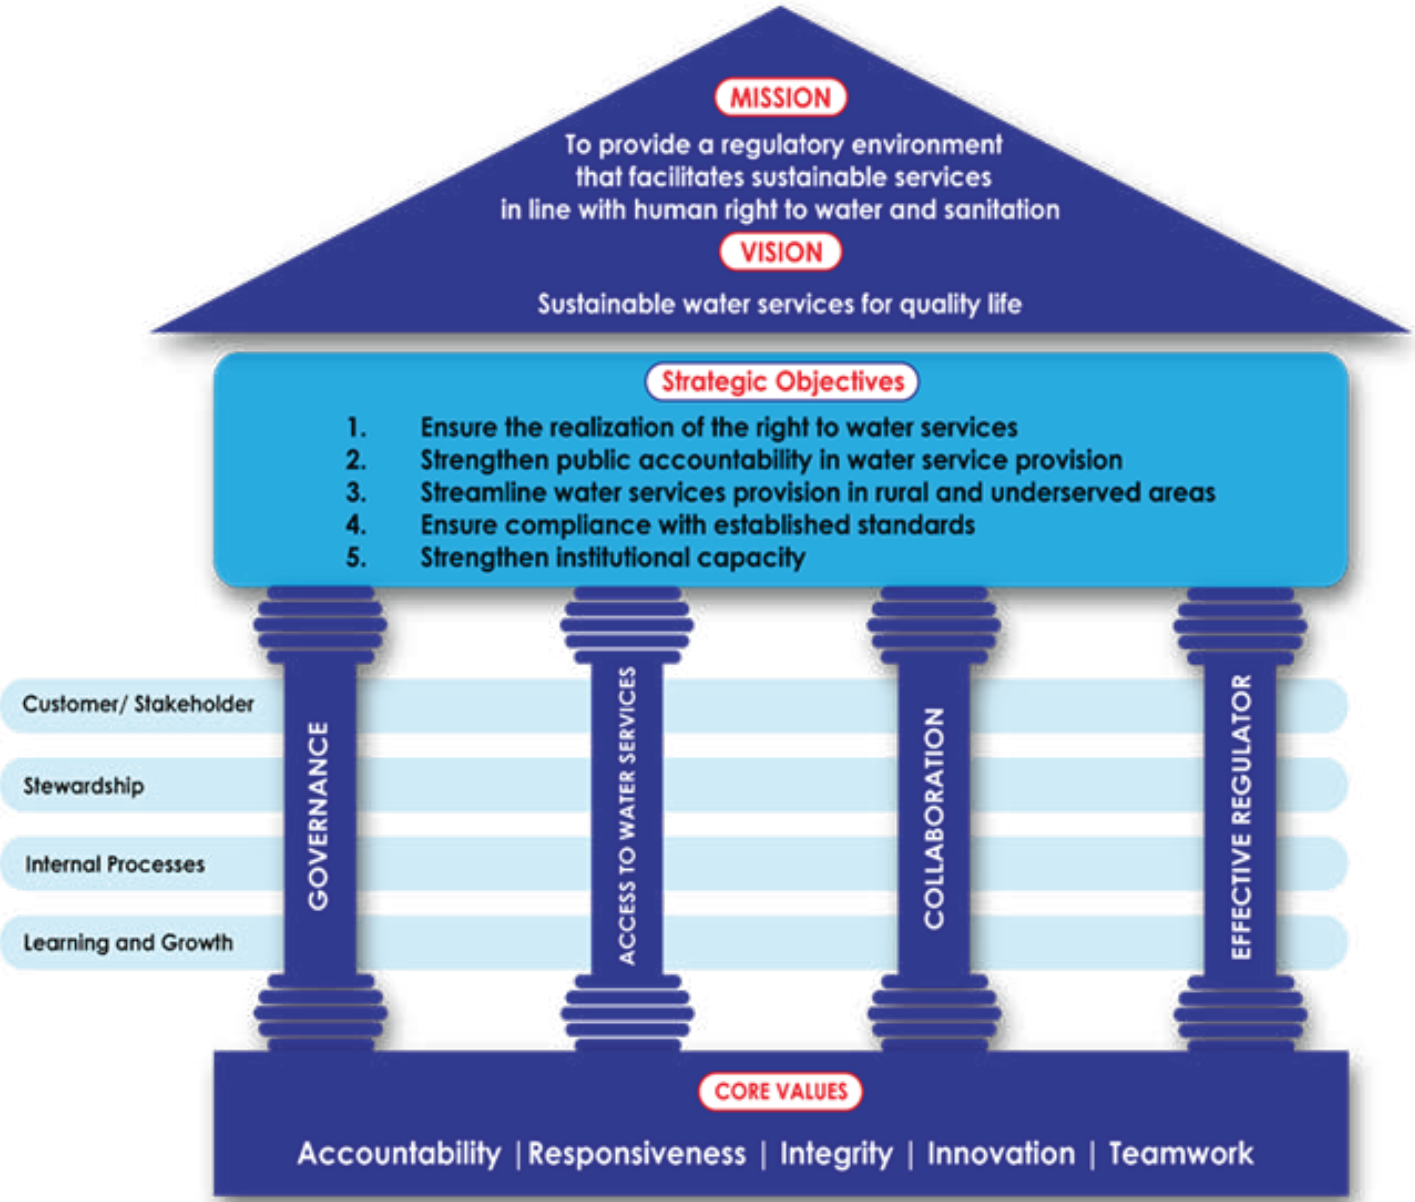 MISSION
To provide a regulatory environment
that facilitates sustainable services
in line with human right to water and sanitation
VISION
Sustainable water services for quality life
Strategic Objectives
1. Ensure the realization of the right to water services
2. Strengthen public accountability in water service provision
3. Streamline water services provision in rural and underserved areas
4. Ensure compliance with established standards
5. Strengthen institutional capacity
Customer/ Stakeholder
Stewardship
Internal Processes
Learning and Growth
GOVERNANCE
ACCESS TO WATER SERVICES
COLLABORATION
EFFECTIVE REGULATOR
CORE VALUES
Accountability | Responsiveness | Integrity | Innovation | Teamwork